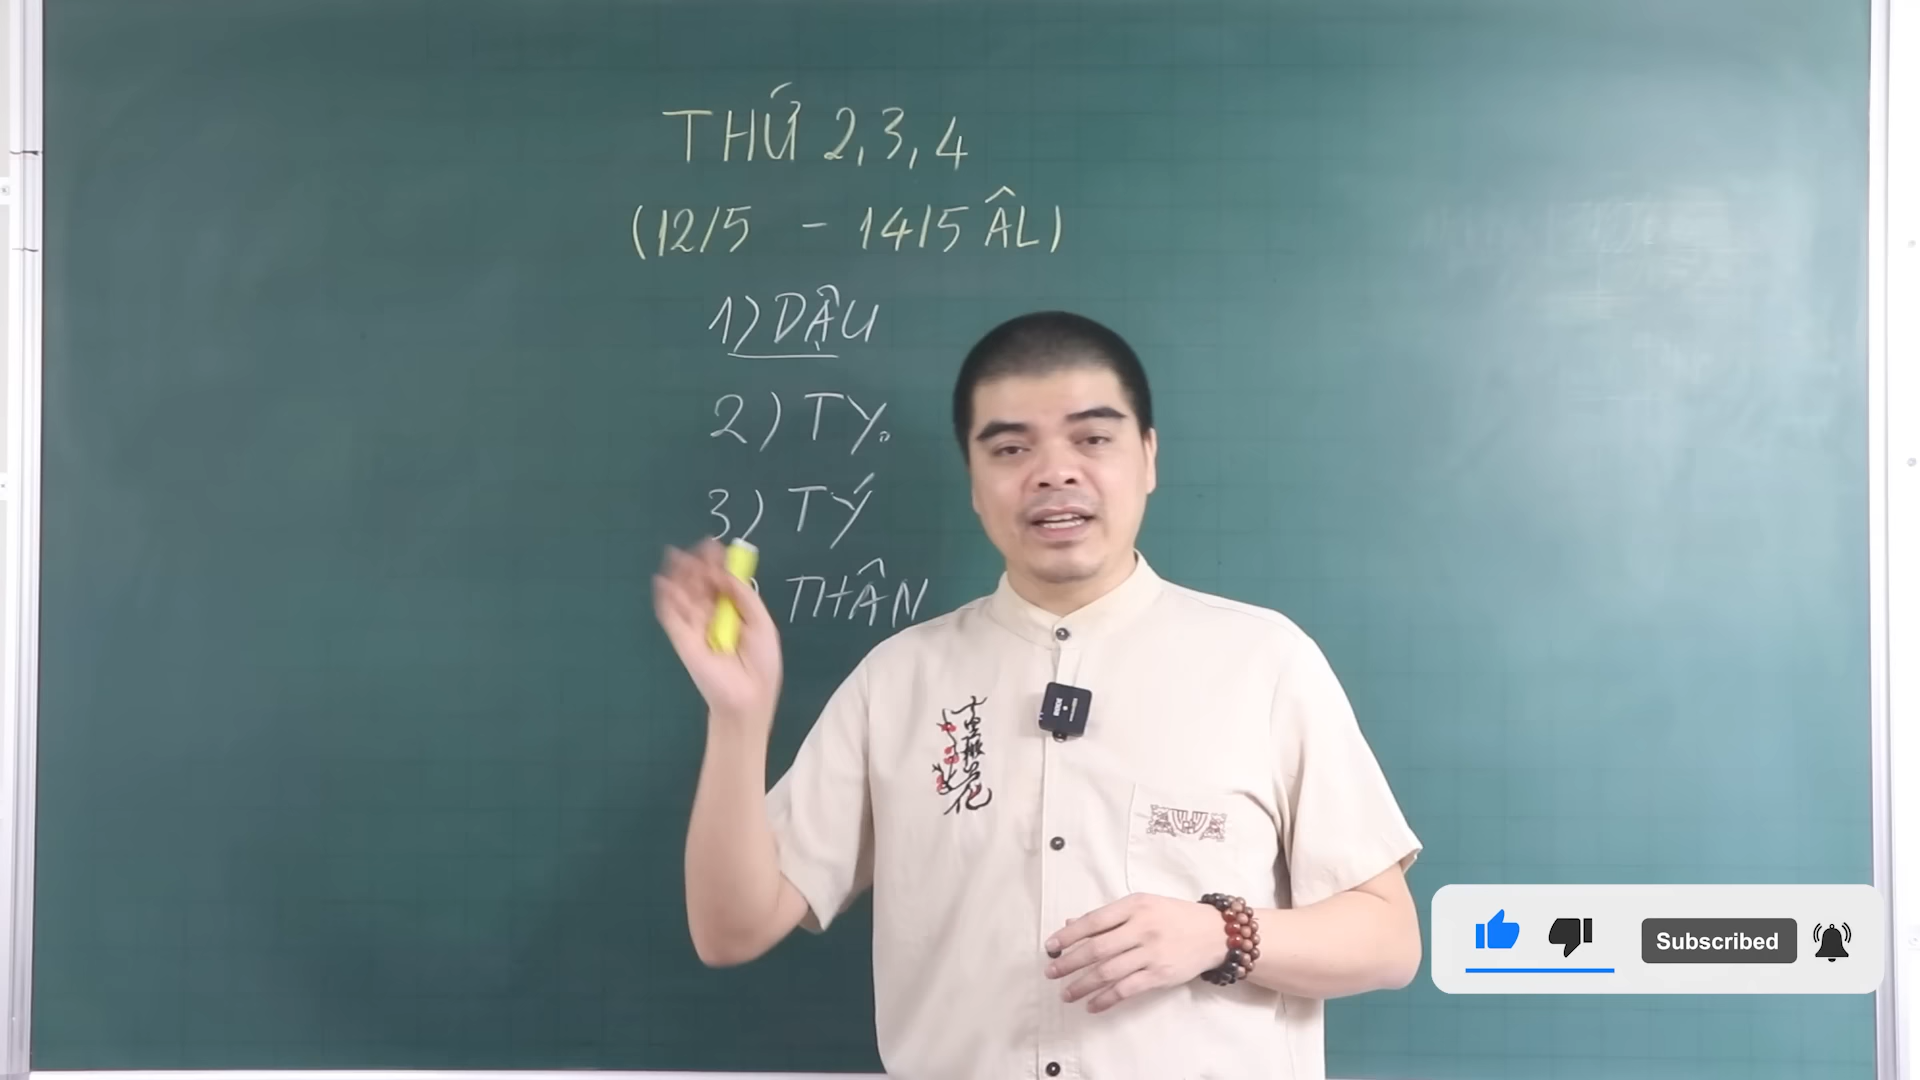 THỨ 2, 3, 4
(12/5 - 14/5 ÂL)
1) DẬU
2) TỴ
3) TÝ
) THÂN
Subscribed